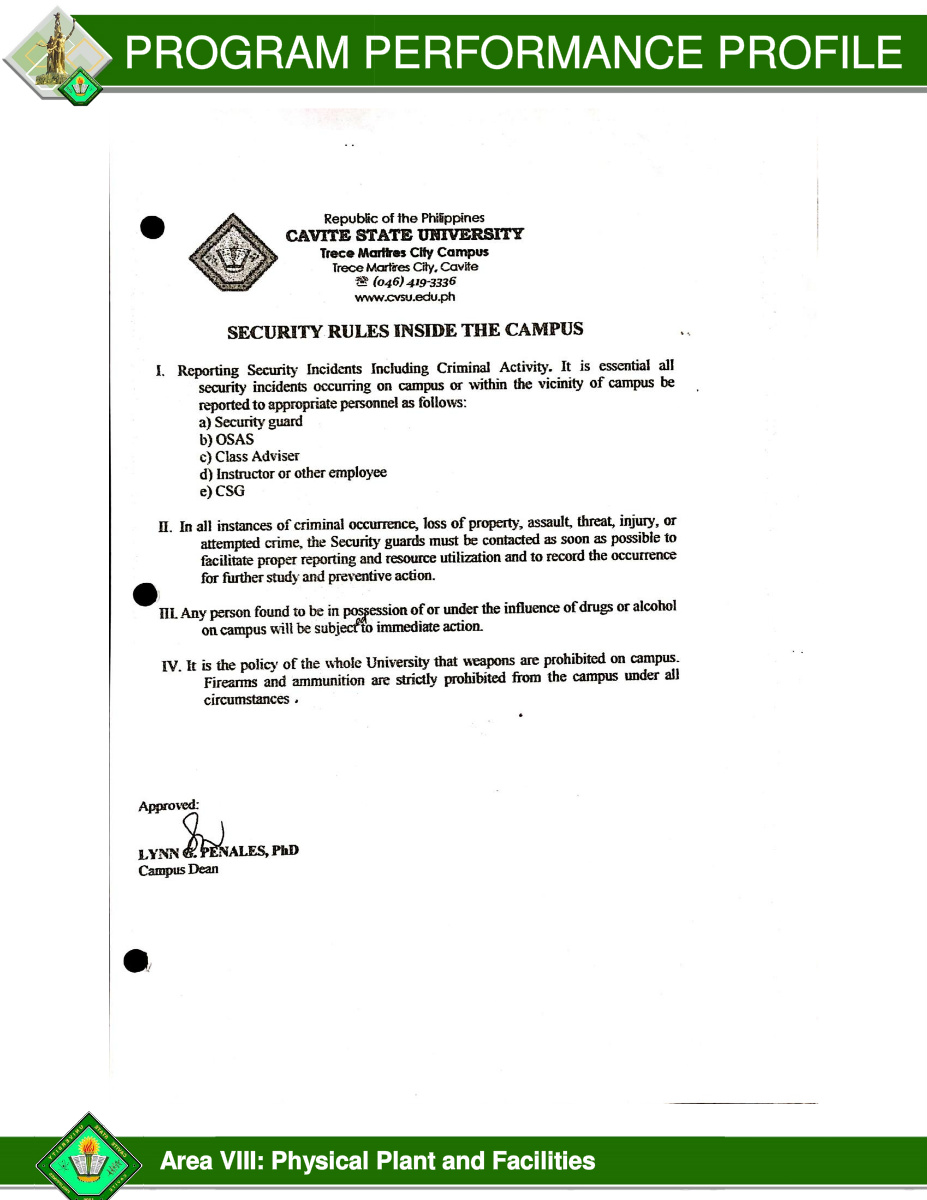 PROGRAM PERFORMANCE PROFILE
Republic of the Philippines
CAVITE STATE UNIVERSITY
Trece Martires City Campus
Trece Martires City, Cavite
☏ (046) 419-3336
www.cvsu.edu.ph
SECURITY RULES INSIDE THE CAMPUS
I. Reporting Security Incidents Including Criminal Activity. It is essential all
security incidents occurring on campus or within the vicinity of campus be
reported to appropriate personnel as follows:
a) Security guard
b) OSAS
c) Class Adviser
d) Instructor or other employee
e) CSG
II. In all instances of criminal occurrence, loss of property, assault, threat, injury, or
attempted crime, the Security guards must be contacted as soon as possible to
facilitate proper reporting and resource utilization and to record the occurrence
for further study and preventive action.
III. Any person found to be in possession of or under the influence of drugs or alcohol
on campus will be subject ed to immediate action.
IV. It is the policy of the whole University that weapons are prohibited on campus.
Firearms and ammunition are strictly prohibited from the campus under all
circumstances .
Approved:
LYNN G. PENALES, PhD
Campus Dean
Area VIII: Physical Plant and Facilities